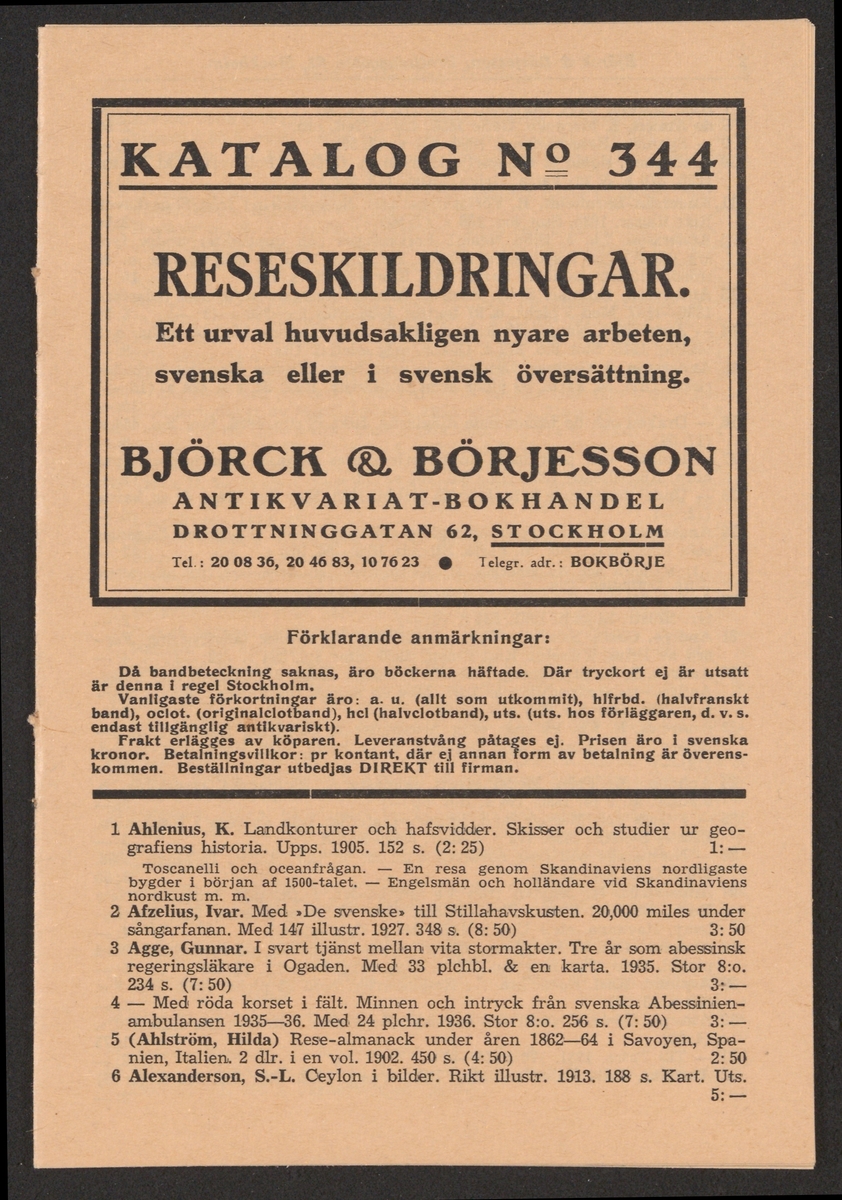 KATALOG Nº 344
RESESKILDRINGAR.
Ett urval huvudsakligen nyare arbeten,
svenska eller i svensk översättning.
BJÖRCK & BÖRJESSON
ANTIKVARIAT-BOKHANDEL
DROTTNINGGATAN 62, STOCKHOLM
Tel.: 20 08 36, 20 46 83, 10 76 23 ● Telegr. adr.: BOKBÖRJE
Förklarande anmärkningar:
Då bandbeteckning saknas, äro böckerna häftade. Där tryckort ej är utsatt
är denna i regel Stockholm.
Vanligaste förkortningar äro: a. u. (allt som utkommit), hlfrbd. (halvfranskt
band), oclot. (originalclotband), hcl (halvclotband), uts. (uts. hos förläggaren, d. v. s.
endast tillgänglig antikvariskt).
Frakt erlägges av köparen. Leveranstvång påtages ej. Prisen äro i svenska
kronor. Betalningsvillkor: pr kontant, där ej annan form av betalning är överens-
kommen. Beställningar utbedjas DIREKT till firman.
1 Ahlenius, K. Landkonturer och hafsvidder. Skisser och studier ur geo-
grafiens historia. Upps. 1905. 152 s. (2: 25) 1: —
Toscanelli och oceanfrågan. — En resa genom Skandinaviens nordligaste
bygder i början af 1500-talet. — Engelsmän och holländare vid Skandinaviens
nordkust m. m.
2 Afzelius, Ivar. Med »De svenske» till Stillahavskusten. 20,000 miles under
sångarfanan. Med 147 illustr. 1927. 348 s. (8: 50) 3: 50
3 Agge, Gunnar. I svart tjänst mellan vita stormakter. Tre år som abessinsk
regeringsläkare i Ogaden. Med 33 plchbl. & en karta. 1935. Stor 8:o.
234 s. (7: 50) 3: —
4 — Med röda korset i fält. Minnen och intryck från svenska Abessinien-
ambulansen 1935—36. Med 24 plchr. 1936. Stor 8:o. 256 s. (7: 50) 3: —
5 (Ahlström, Hilda) Rese-almanack under åren 1862—64 i Savoyen, Spa-
nien, Italien. 2 dlr. i en vol. 1902. 450 s. (4: 50) 2: 50
6 Alexanderson, S.-L. Ceylon i bilder. Rikt illustr. 1913. 188 s. Kart. Uts.
5: —